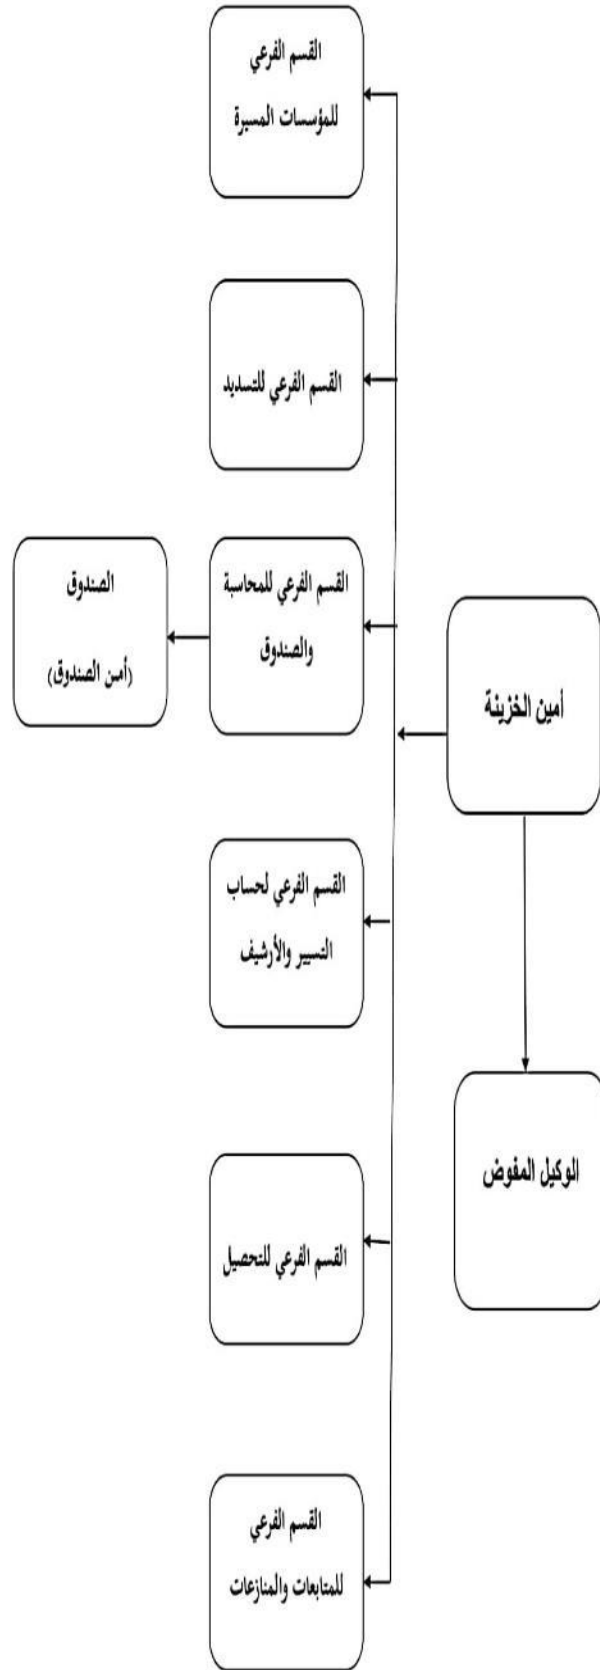 القسم الفرعي
للمؤسسات المسيرة
القسم الفرعي للتسديد
القسم الفرعي للمحاسبة
والصندوق
الصندوق
(أمن الصندوق)
أمين الخزينة
القسم الفرعي لحساب
التسيير والأرشيف
الوكيل المفوض
القسم الفرعي للتحصيل
القسم الفرعي
للمتابعات والمنازعات